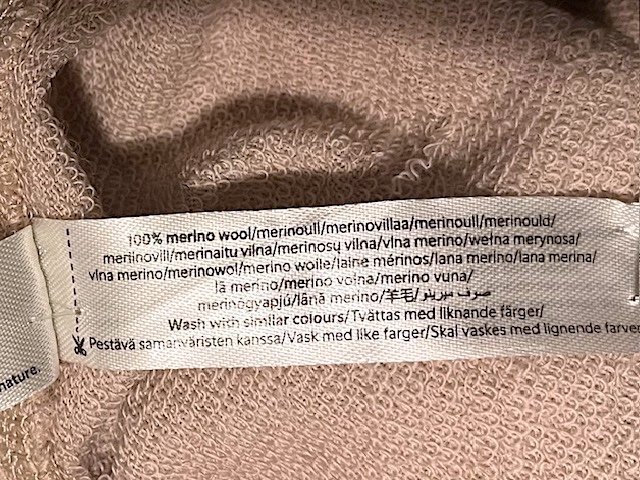 100% merino wool/merinoull/merinovillaa/merinoull/merinould/
meriinovill/merinaitu vilna/merinosų vilna/vlna merino/wełna merynosa/
vlna merino/merinowol/merino wolle/laine mérinos/lana merino/lana merina/
lã merino/merino volna/merino vuna/
merinógyapjú/lână merino/羊毛/صوف ميرينو
Wash with similar colours/Tvättas med liknande färger/
Pestävä samanväristen kanssa/Vask med like farger/Skal vaskes med lignende farver
nature.